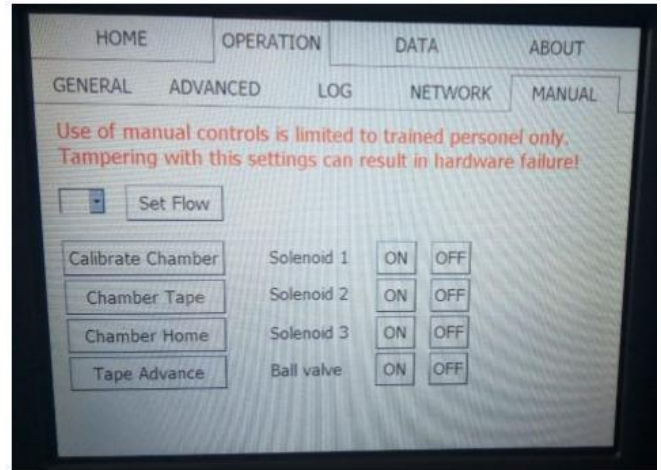 HOME OPERATION DATA ABOUT
GENERAL ADVANCED LOG NETWORK MANUAL
Use of manual controls is limited to trained personel only.
Tampering with this settings can result in hardware failure!
Set Flow
Calibrate Chamber Solenoid 1 ON OFF
Chamber Tape Solenoid 2 ON OFF
Chamber Home Solenoid 3 ON OFF
Tape Advance Ball valve ON OFF